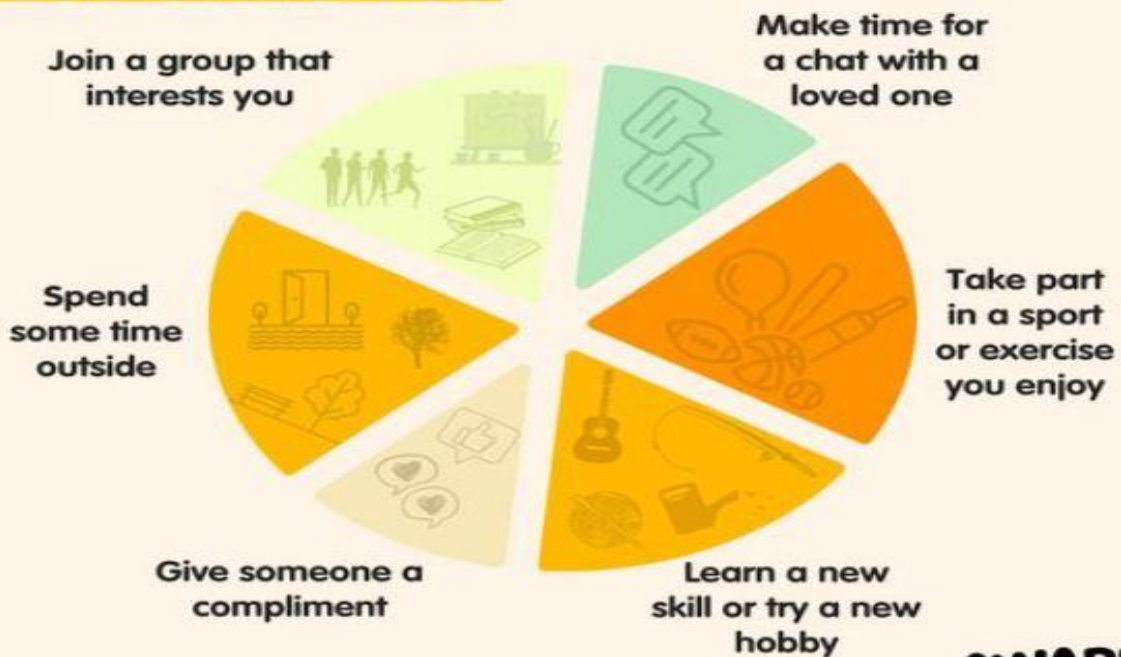 Make time for
a chat with a
loved one
Join a group that
interests you
Take part
in a sport
or exercise
you enjoy
Spend
some time
outside
Give someone a
compliment
Learn a new
skill or try a new
hobby